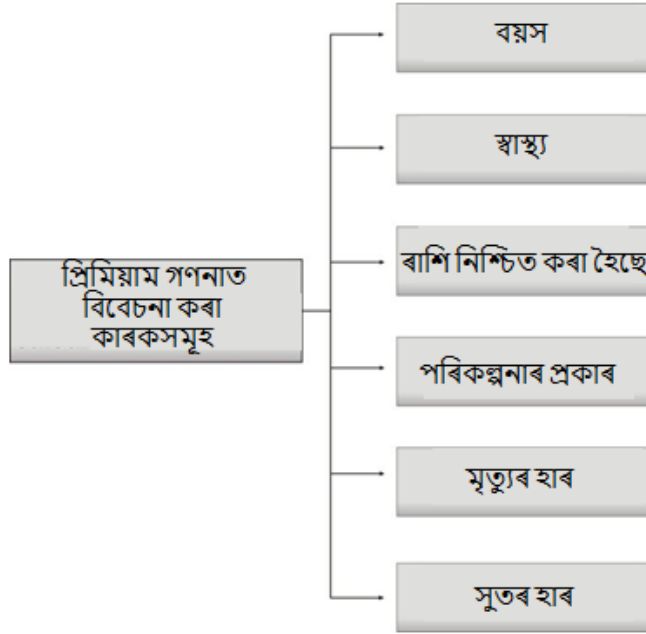 বয়স
স্বাস্থ্য
ৰাশি নিশ্চিত কৰা হৈছে
প্ৰিমিয়াম গণনাত
বিবেচনা কৰা
কাৰকসমূহ
পৰিকল্পনাৰ প্ৰকাৰ
মৃত্যুৰ হাৰ
সুতৰ হাৰ